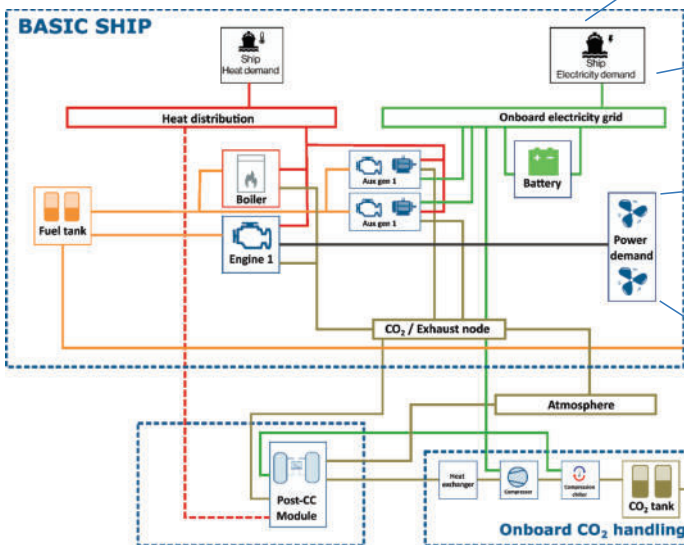 BASIC SHIP
Ship
Heat demand
Ship
Electricity demand
Heat distribution
Onboard electricity grid
Boiler
Aux gen 1
Battery
Aux gen 1
Fuel tank
Engine 1
Power
demand
CO₂ / Exhaust node
Atmosphere
Post-CC
Module
Heat
exchanger
Compressor
Compression
chiller
CO₂ tank
Onboard CO₂ handling